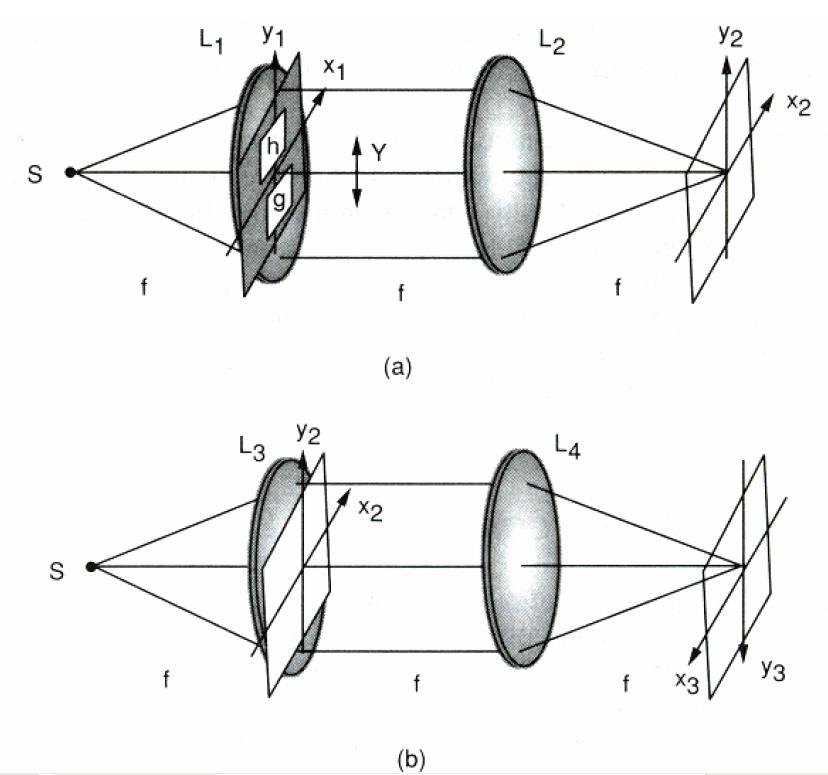 L1 y1 x1 L2 y2 x2
S h g Y
f f f
(a)
L3 y2 x2 L4
S
f f f x3 y3
(b)